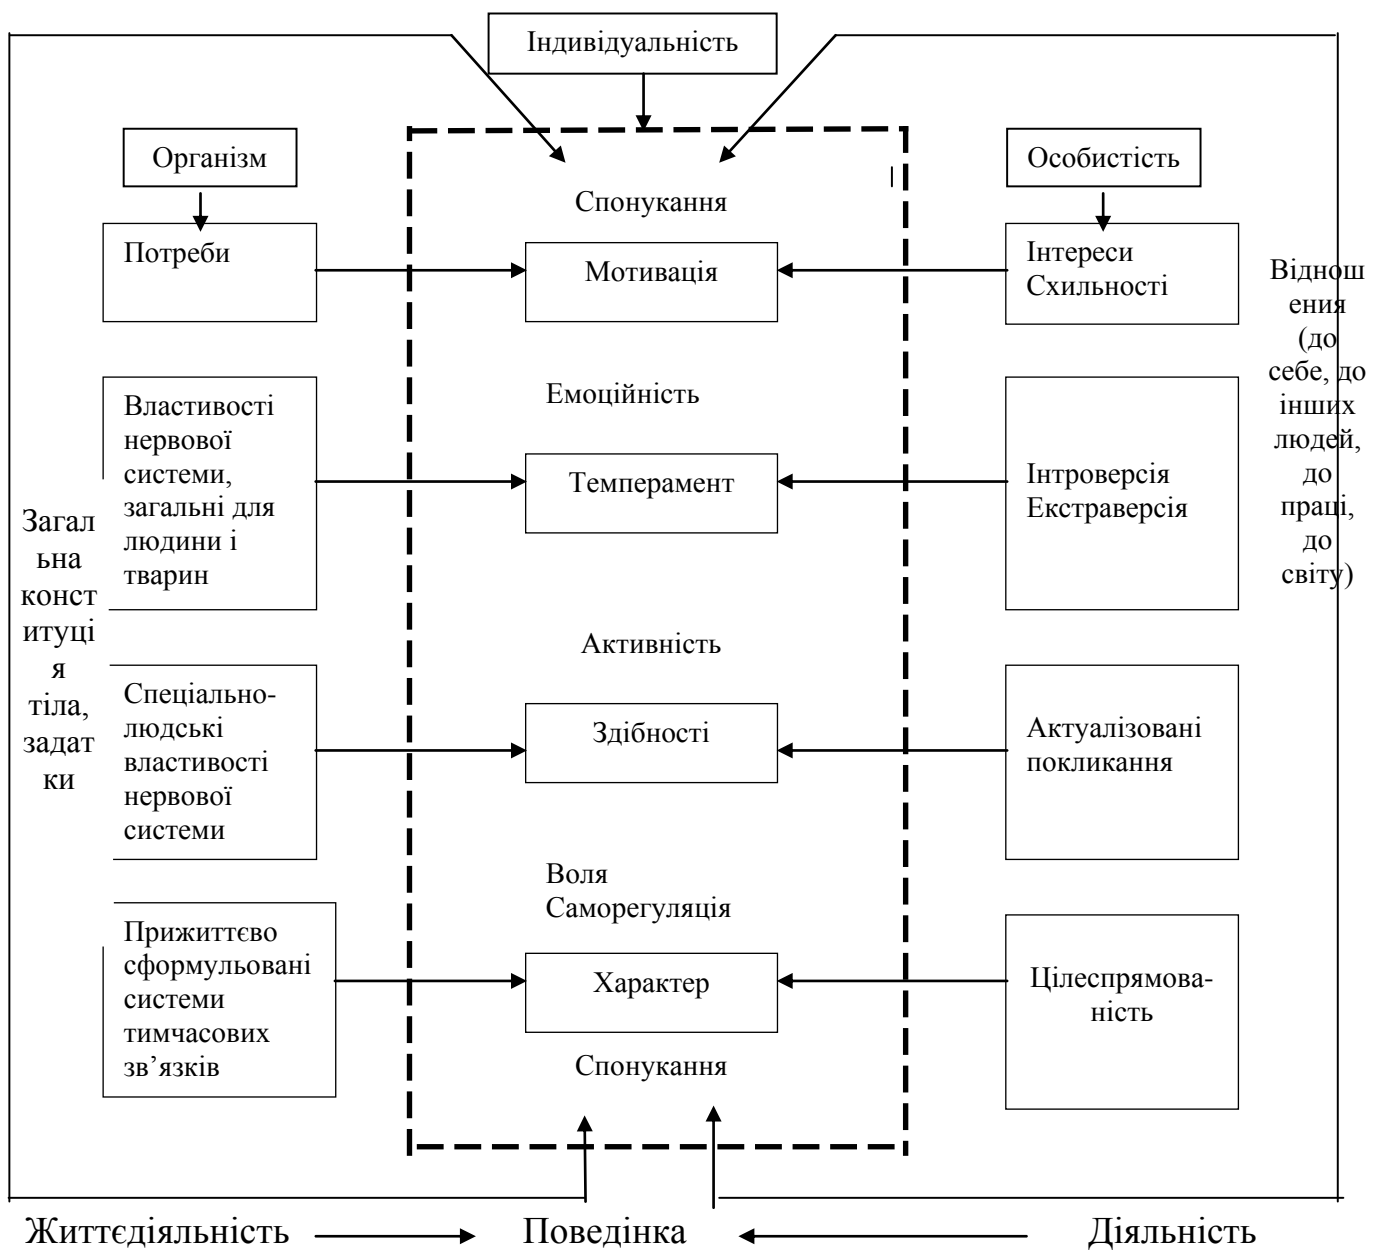 Індивідуальність
Організм
Особистість
Спонукання
Потреби
Мотивація
Інтереси
Схильності
Віднош
ення
(до
себе, до
інших
людей,
до
праці,
до
світу)
Емоційність
Властивості
нервової
системи,
загальні для
людини і
тварин
Темперамент
Інтроверсія
Екстраверсія
Загал
ьна
конст
итуці
я
тіла,
задат
ки
Активність
Спеціально-
людські
властивості
нервової
системи
Здібності
Актуалізовані
покликання
Воля
Саморегуляція
Прижиттєво
сформульовані
системи
тимчасових
зв’язків
Характер
Цілеспрямова-
ність
Спонукання
Життєдіяльність
Поведінка
Діяльність